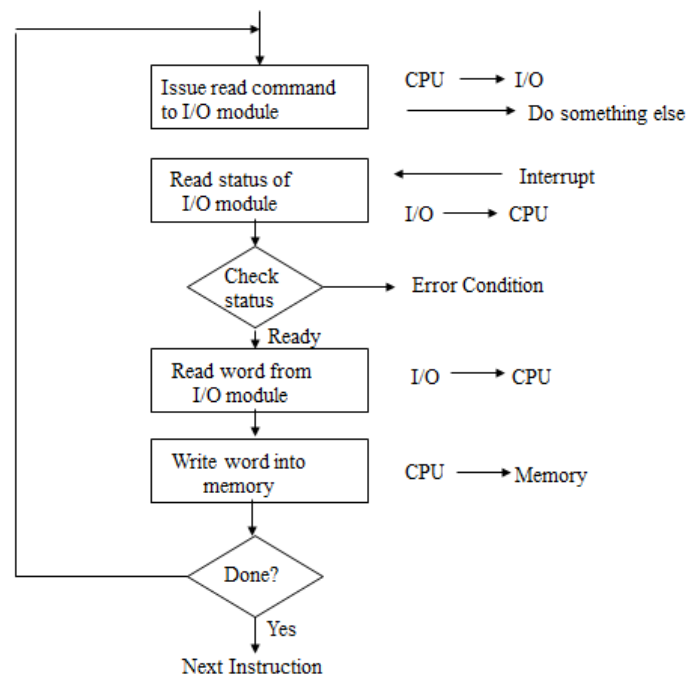 Issue read command
to I/O module
CPU I/O
Do something else
Read status of
I/O module
Interrupt
I/O CPU
Check
status
Error Condition
Ready
Read word from
I/O module
I/O CPU
Write word into
memory
CPU Memory
Done?
Yes
Next Instruction